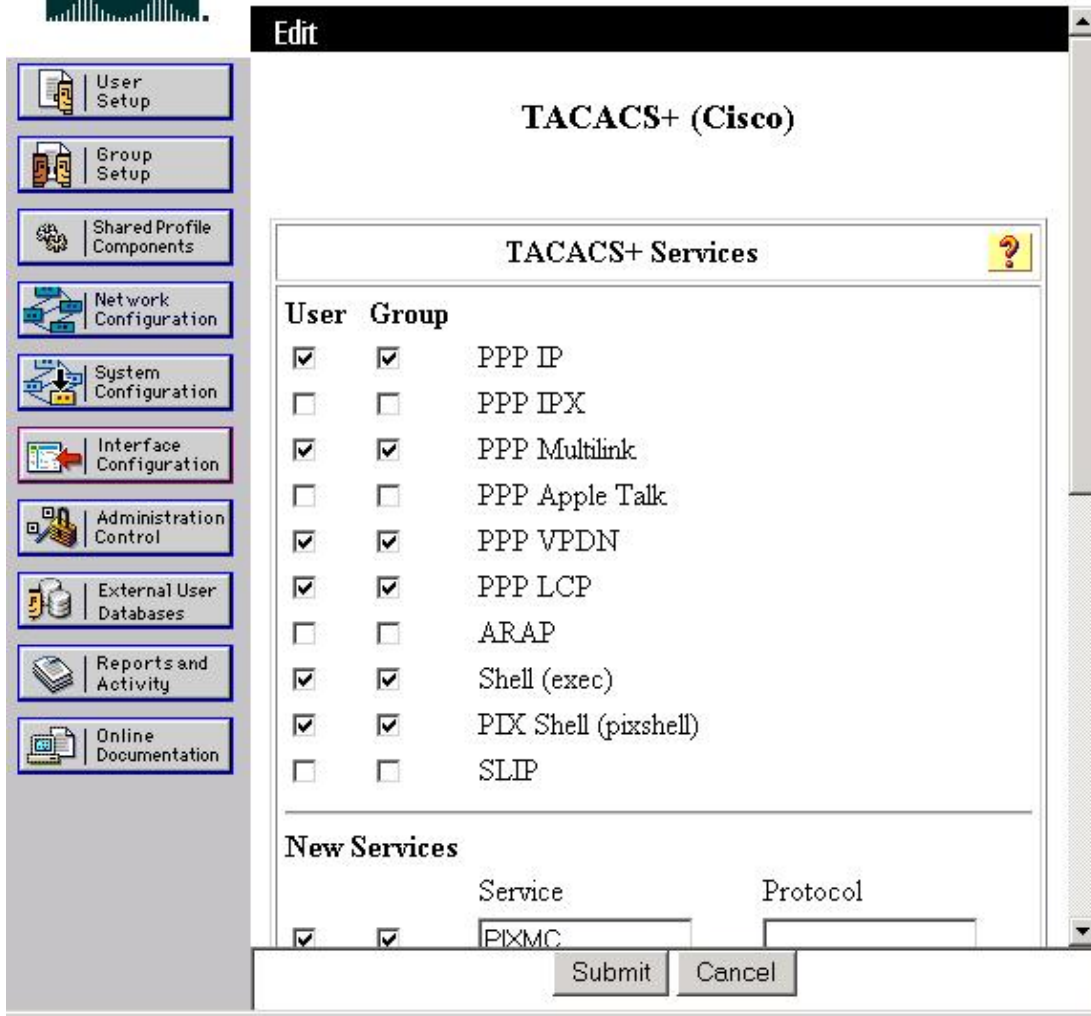 Edit
User
Setup
Group
Setup
Shared Profile
Components
Network
Configuration
System
Configuration
Interface
Configuration
Administration
Control
External User
Databases
Reports and
Activity
Online
Documentation
TACACS+ (Cisco)
TACACS+ Services
?
User Group
PPP IP
PPP IPX
PPP Multilink
PPP Apple Talk
PPP VPDN
PPP LCP
ARAP
Shell (exec)
PIX Shell (pixshell)
SLIP
New Services
Service Protocol
PIXMC
Submit Cancel